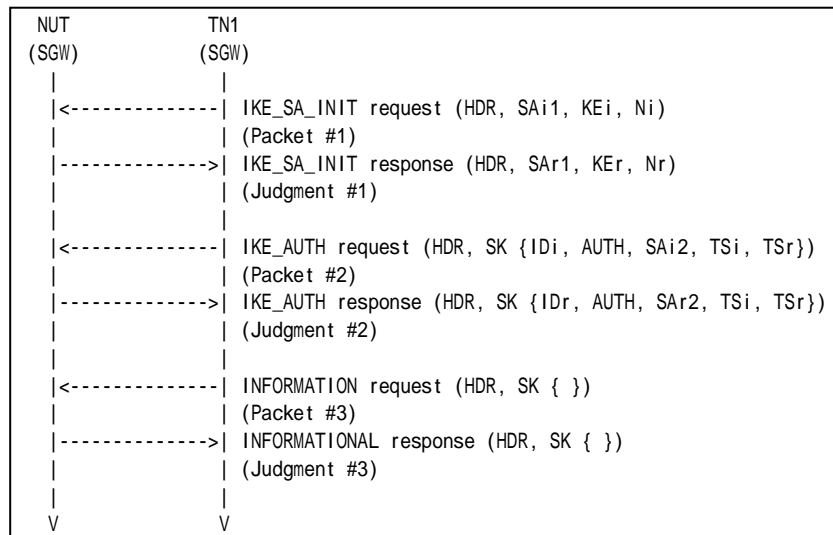 NUT TN1
(SGW) (SGW)
| |
|<--------------| IKE_SA_INIT request (HDR, SAi1, KEi, Ni)
| | (Packet #1)
|-------------->| IKE_SA_INIT response (HDR, SAr1, KEr, Nr)
| | (Judgment #1)
| |
|<--------------| IKE_AUTH request (HDR, SK {IDi, AUTH, SAi2, TSi, TSr})
| | (Packet #2)
|-------------->| IKE_AUTH response (HDR, SK {IDr, AUTH, SAr2, TSi, TSr})
| | (Judgment #2)
| |
|<--------------| INFORMATION request (HDR, SK { })
| | (Packet #3)
|-------------->| INFORMATIONAL response (HDR, SK { })
| | (Judgment #3)
| |
V V